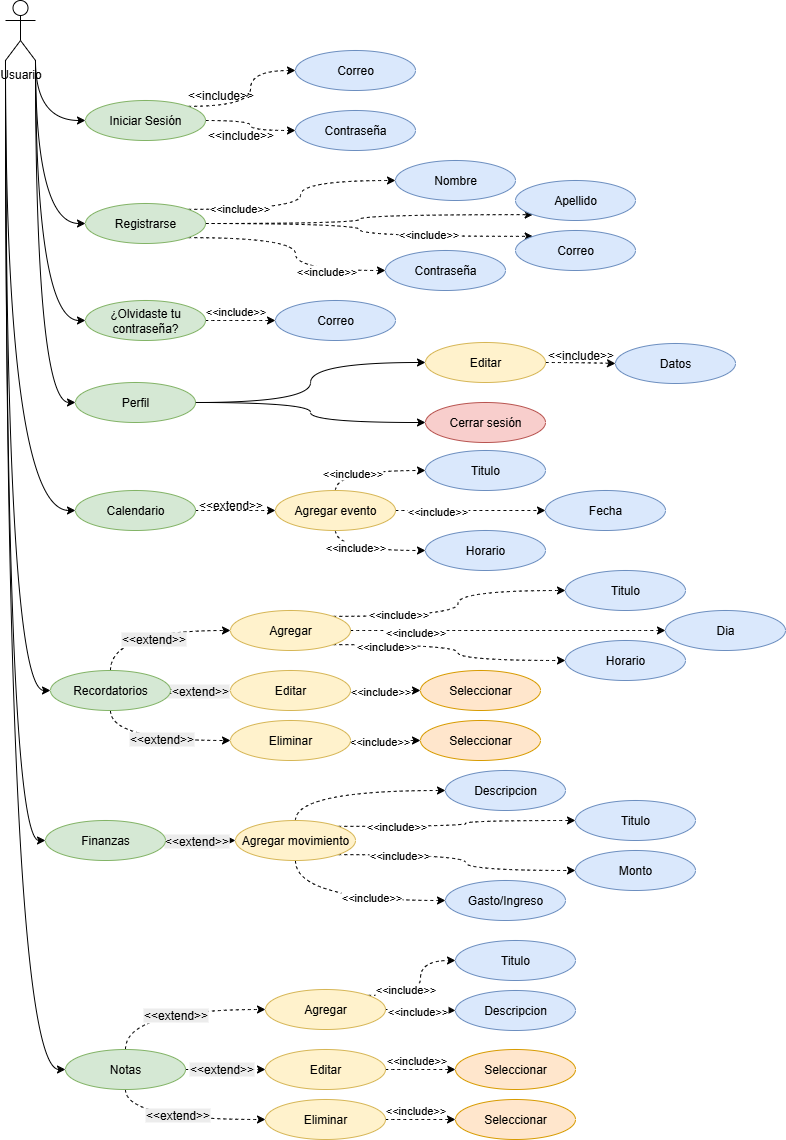 Usuario
<<include>>
Correo
Iniciar Sesión
<<include>>
Contraseña
Nombre
<<include>>
Apellido
Registrarse
<<include>>
Correo
<<include>>
Contraseña
¿Olvidaste tu
contraseña?
<<include>>
Correo
Editar
<<include>>
Datos
Perfil
Cerrar sesión
<<include>>
Titulo
Calendario
<<extend>>
Agregar evento
<<include>>
Fecha
<<include>>
Horario
<<include>>
Titulo
<<extend>>
Agregar
<<include>>
Dia
<<include>>
Horario
Recordatorios
<<extend>>
Editar
<<include>>
Seleccionar
<<extend>>
Eliminar
<<include>>
Seleccionar
Descripcion
<<include>>
Titulo
Finanzas
<<extend>>
Agregar movimiento
<<include>>
Monto
<<include>>
Gasto/Ingreso
Titulo
<<include>>
<<extend>>
Agregar
<<include>>
Descripcion
Notas
<<extend>>
Editar
<<include>>
Seleccionar
<<extend>>
Eliminar
<<include>>
Seleccionar